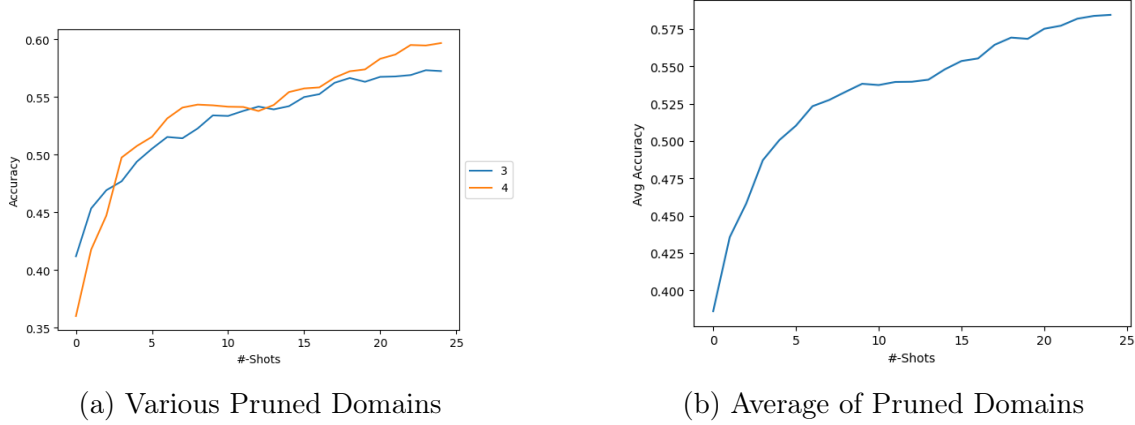 0.60
0.55
0.50
0.45
0.40
0.35
Accuracy
0 5 10 15 20 25
#-Shots
3
4
(a) Various Pruned Domains
0.575
0.550
0.525
0.500
0.475
0.450
0.425
0.400
Avg Accuracy
0 5 10 15 20 25
#-Shots
(b) Average of Pruned Domains